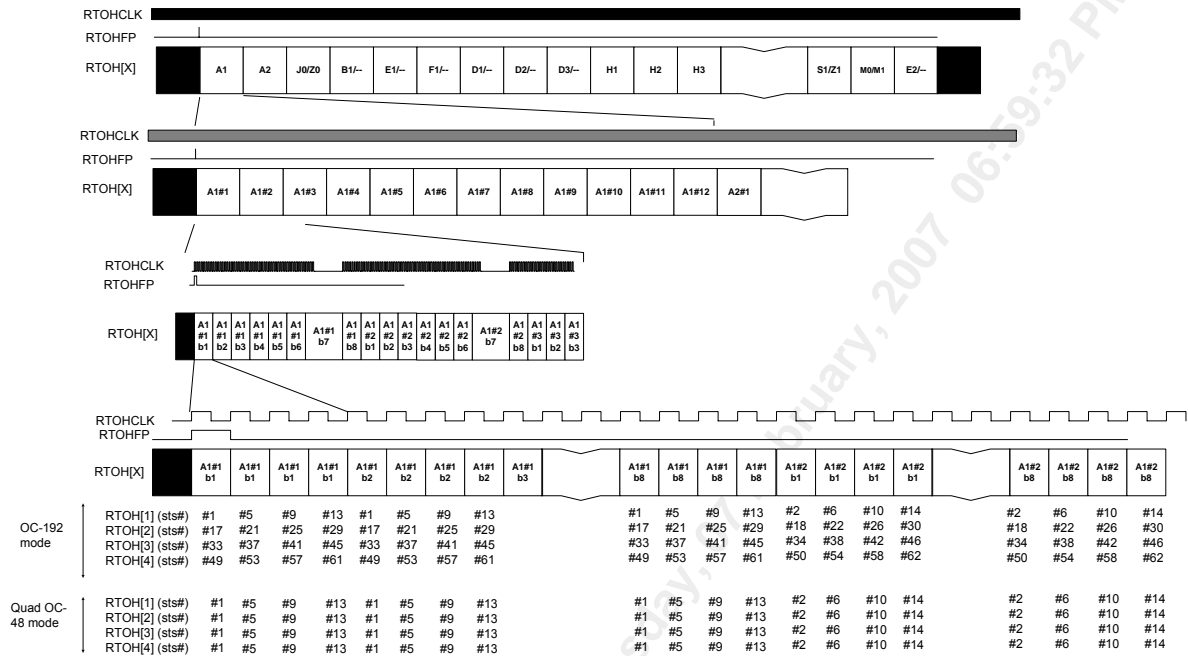 RTOHCLK
RTOHFP
RTOH[X] A1 A2 J0/Z0 B1/-- E1/-- F1/-- D1/-- D2/-- D3/-- H1 H2 H3 S1/Z1 M0/M1 E2/--
RTOHCLK
RTOHFP
RTOH[X] A1#1 A1#2 A1#3 A1#4 A1#5 A1#6 A1#7 A1#8 A1#9 A1#10 A1#11 A1#12 A2#1
RTOHCLK
RTOHFP
RTOH[X] A1 #1 b1 A1 #1 b2 A1 #1 b3 A1 #1 b4 A1 #1 b5 A1 #1 b6 A1#1 b7 A1 #1 b8 A1 #2 b1 A1 #2 b2 A1 #2 b3 A1 #2 b4 A1 #2 b5 A1 #2 b6 A1#2 b7 A1 #2 b8 A1 #3 b1 A1 #3 b2 A1 #3 b3
RTOHCLK
RTOHFP
RTOH[X] A1#1 b1 A1#1 b1 A1#1 b1 A1#1 b1 A1#1 b2 A1#1 b2 A1#1 b2 A1#1 b2 A1#1 b3 A1#1 b8 A1#1 b8 A1#1 b8 A1#1 b8 A1#2 b1 A1#2 b1 A1#2 b1 A1#2 b1 A1#2 b8 A1#2 b8 A1#2 b8 A1#2 b8
OC-192 mode
RTOH[1] (sts#) #1 #5 #9 #13 #1 #5 #9 #13 #1 #5 #9 #13 #2 #6 #10 #14 #2 #6 #10 #14
RTOH[2] (sts#) #17 #21 #25 #29 #17 #21 #25 #29 #17 #21 #25 #29 #18 #22 #26 #30 #18 #22 #26 #30
RTOH[3] (sts#) #33 #37 #41 #45 #33 #37 #41 #45 #33 #37 #41 #45 #34 #38 #42 #46 #34 #38 #42 #46
RTOH[4] (sts#) #49 #53 #57 #61 #49 #53 #57 #61 #49 #53 #57 #61 #50 #54 #58 #62 #50 #54 #58 #62
Quad OC-48 mode
RTOH[1] (sts#) #1 #5 #9 #13 #1 #5 #9 #13 #1 #5 #9 #13 #2 #6 #10 #14 #2 #6 #10 #14
RTOH[2] (sts#) #1 #5 #9 #13 #1 #5 #9 #13 #1 #5 #9 #13 #2 #6 #10 #14 #2 #6 #10 #14
RTOH[3] (sts#) #1 #5 #9 #13 #1 #5 #9 #13 #1 #5 #9 #13 #2 #6 #10 #14 #2 #6 #10 #14
RTOH[4] (sts#) #1 #5 #9 #13 #1 #5 #9 #13 #1 #5 #9 #13 #2 #6 #10 #14 #2 #6 #10 #14
bruary, 2007 06:59:32 PM